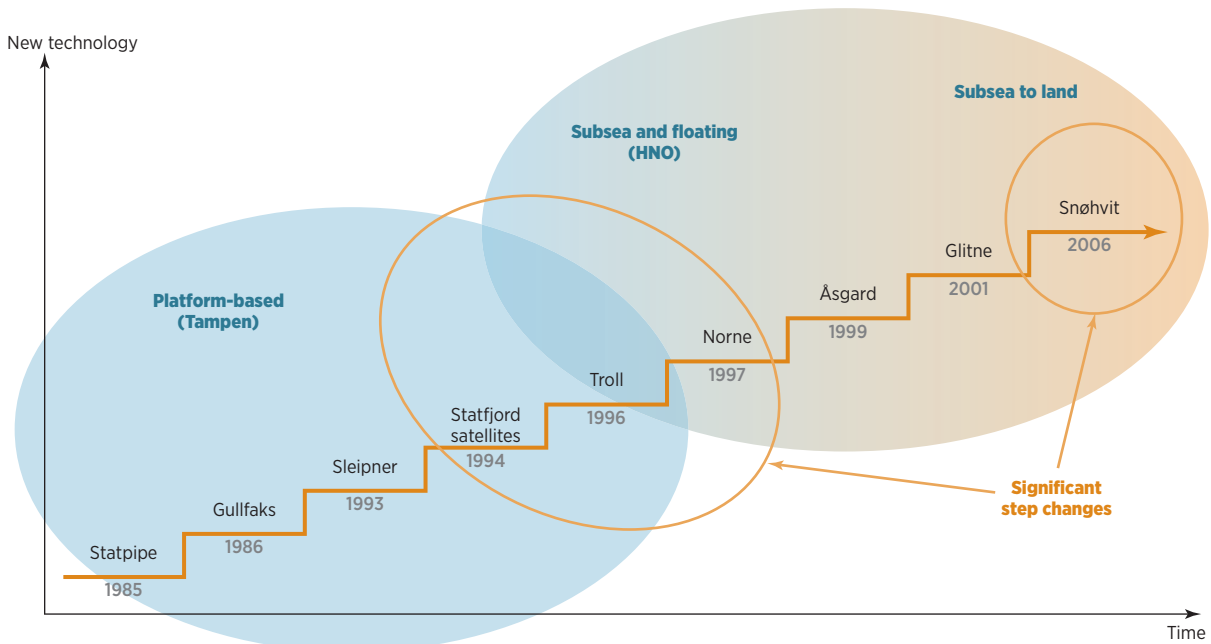 New technology
Subsea to land
Subsea and floating
(HNO)
Platform-based
(Tampen)
Snøhvit
2006
Glitne
2001
Åsgard
1999
Norne
1997
Troll
1996
Statfjord
satellites
1994
Sleipner
1993
Gullfaks
1986
Statpipe
1985
Significant
step changes
Time